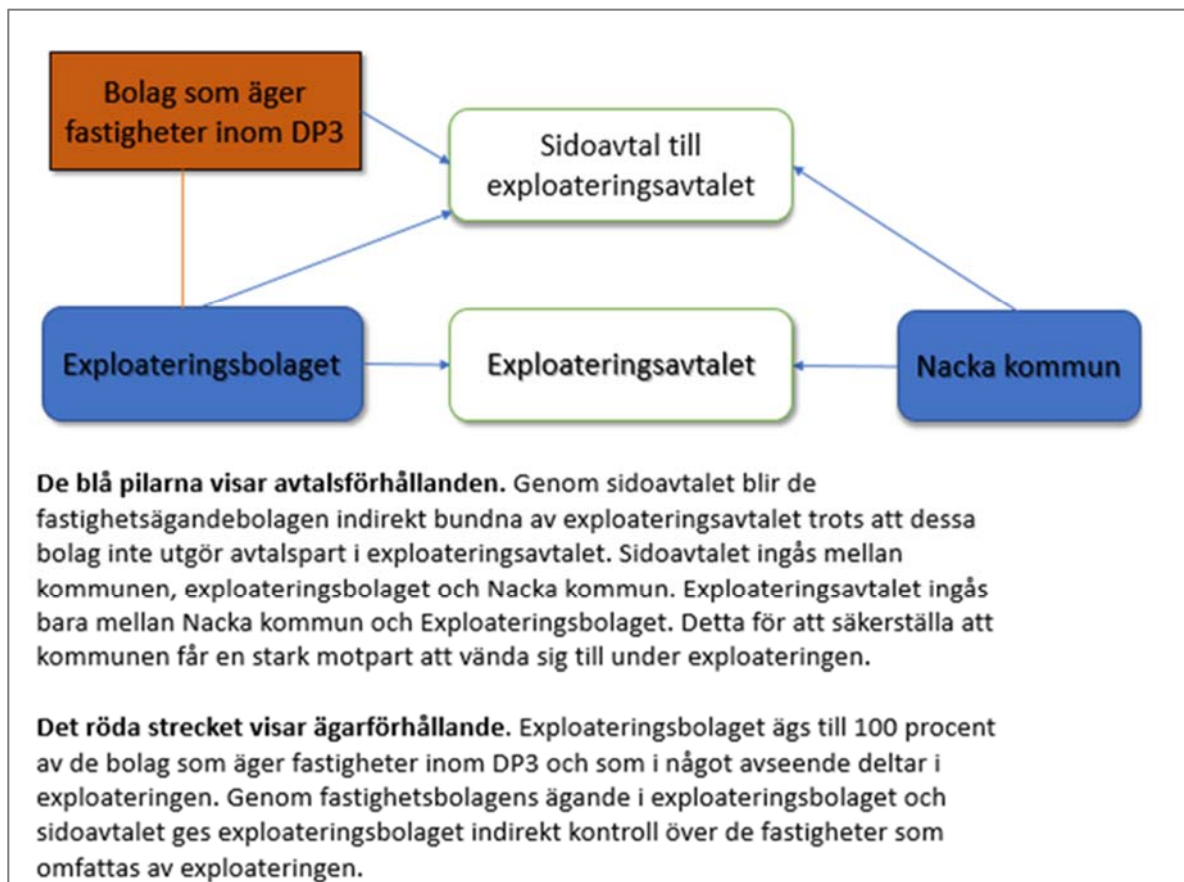 Bolag som äger
fastigheter inom DP3
Sidoavtal till
exploateringsavtalet
Exploateringsbolaget
Exploateringsavtalet
Nacka kommun
De blå pilarna visar avtalsförhållanden. Genom sidoavtalet blir de
fastighetsägandebolagen indirekt bundna av exploateringsavtalet trots att dessa
bolag inte utgör avtalspart i exploateringsavtalet. Sidoavtalet ingås mellan
kommunen, exploateringsbolaget och Nacka kommun. Exploateringsavtalet ingås
bara mellan Nacka kommun och Exploateringsbolaget. Detta för att säkerställa att
kommunen får en stark motpart att vända sig till under exploateringen.
Det röda strecket visar ägarförhållande. Exploateringsbolaget ägs till 100 procent
av de bolag som äger fastigheter inom DP3 och som i något avseende deltar i
exploateringen. Genom fastighetsbolagens ägande i exploateringsbolaget och
sidoavtalet ges exploateringsbolaget indirekt kontroll över de fastigheter som
omfattas av exploateringen.